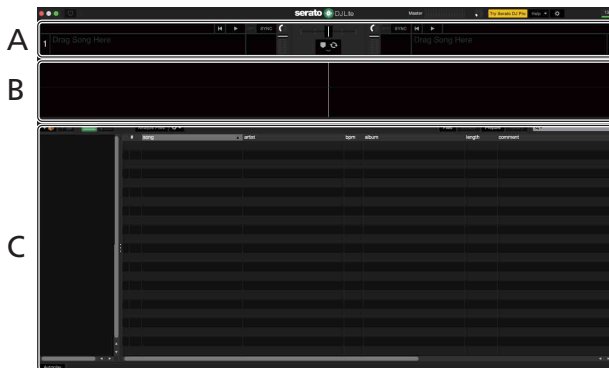 serato DJ Lite Master Try Serato DJ Pro Help
A
SYNC SYNC
1 Drag Song Here Drag Song Here
B
C
# song artist bpm album length comment
Autoplay